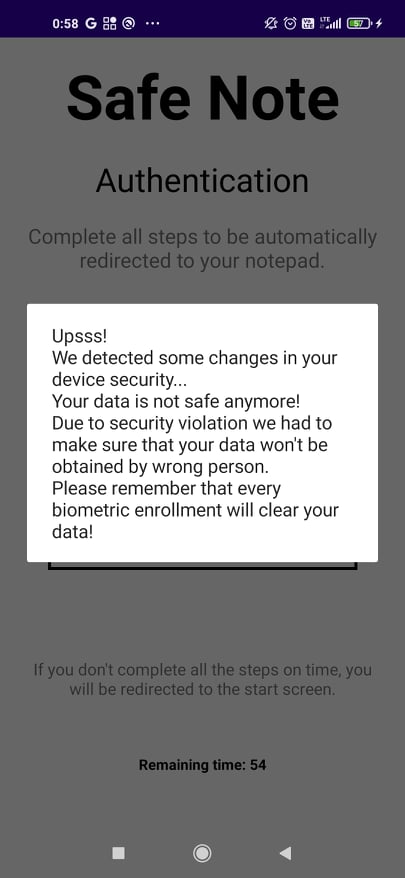 0:58
LTE
57
Safe Note
Authentication
Complete all steps to be automatically
redirected to your notepad.
Upsss!
We detected some changes in your
device security...
Your data is not safe anymore!
Due to security violation we had to
make sure that your data won't be
obtained by wrong person.
Please remember that every
biometric enrollment will clear your
data!
If you don't complete all the steps on time, you
will be redirected to the start screen.
Remaining time: 54